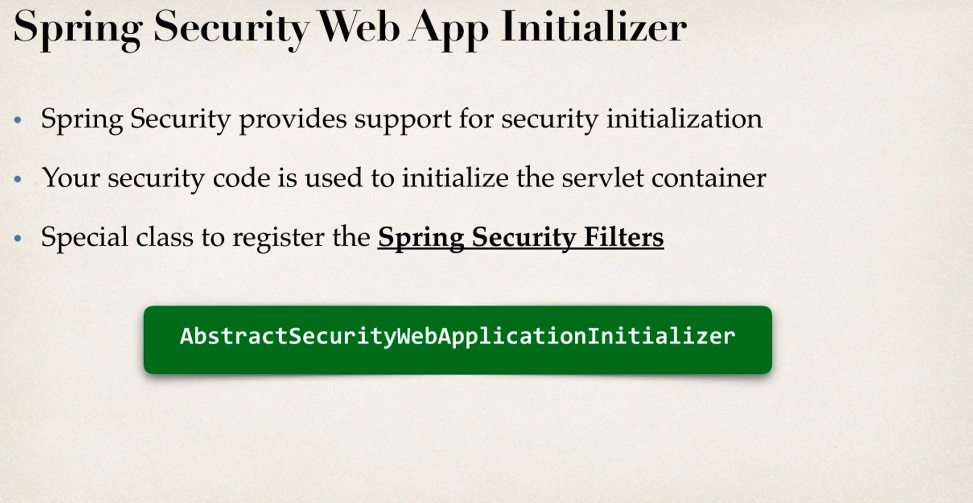 Spring Security Web App Initializer
• Spring Security provides support for security initialization
• Your security code is used to initialize the servlet container
• Special class to register the Spring Security Filters
AbstractSecurityWebApplicationInitializer